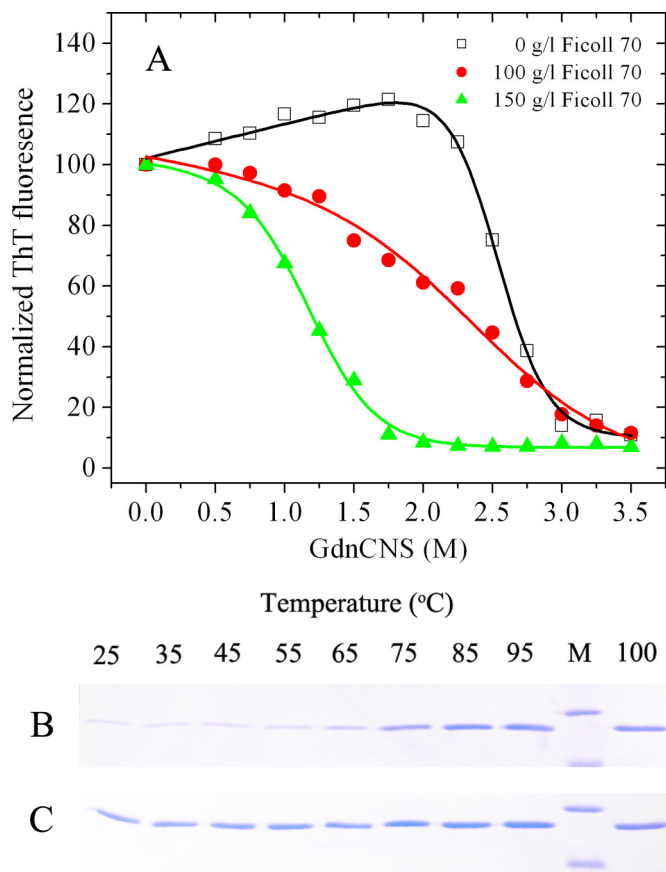 A
0 g/l Ficoll 70
100 g/l Ficoll 70
150 g/l Ficoll 70
Normalized ThT fluoresence
140
120
100
80
60
40
20
0
0.0 0.5 1.0 1.5 2.0 2.5 3.0 3.5
GdnCNS (M)
Temperature (°C)
25 35 45 55 65 75 85 95 M 100
B
C